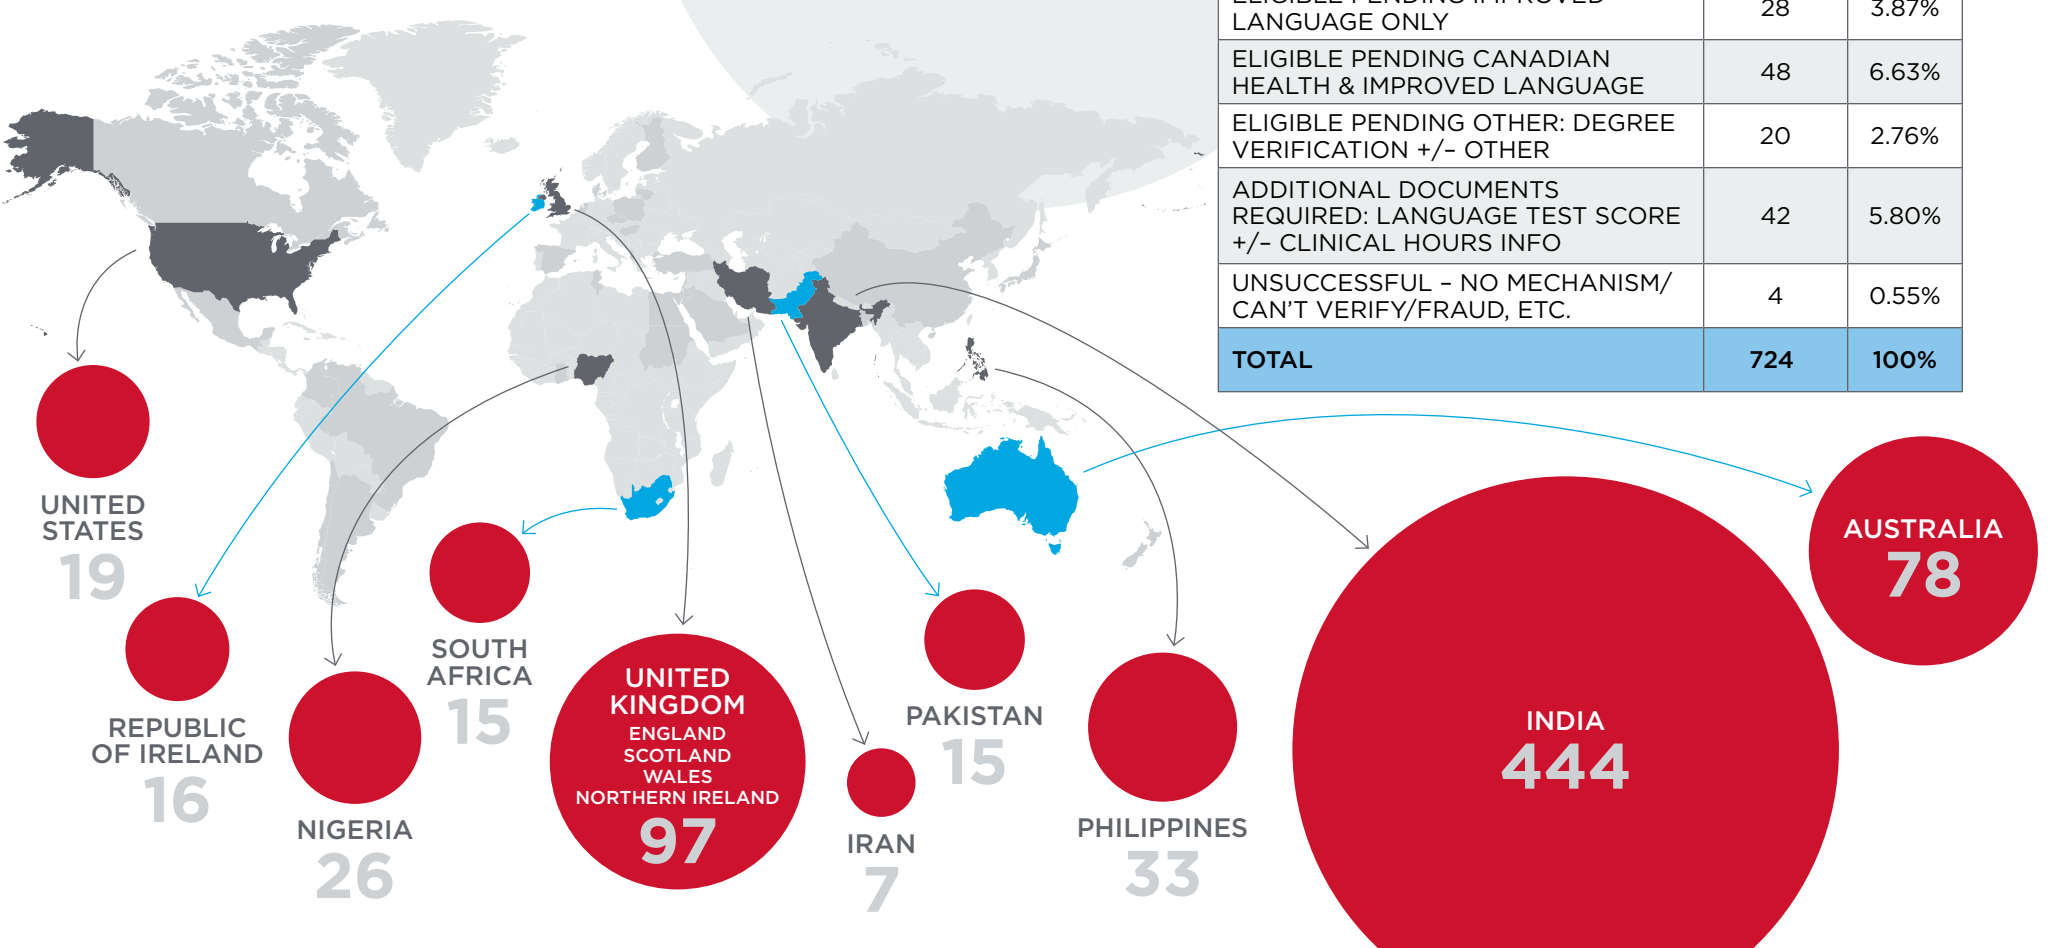 ELIGIBLE PENDING IMPROVED
LANGUAGE ONLY
28
3.87%
ELIGIBLE PENDING CANADIAN
HEALTH & IMPROVED LANGUAGE
48
6.63%
ELIGIBLE PENDING OTHER: DEGREE
VERIFICATION +/– OTHER
20
2.76%
ADDITIONAL DOCUMENTS
REQUIRED: LANGUAGE TEST SCORE
+/– CLINICAL HOURS INFO
42
5.80%
UNSUCCESSFUL – NO MECHANISM/
CAN'T VERIFY/FRAUD, ETC.
4
0.55%
TOTAL
724
100%
UNITED
STATES
19
REPUBLIC
OF IRELAND
16
NIGERIA
26
SOUTH
AFRICA
15
UNITED
KINGDOM
ENGLAND
SCOTLAND
WALES
NORTHERN IRELAND
97
IRAN
7
PAKISTAN
15
PHILIPPINES
33
INDIA
444
AUSTRALIA
78